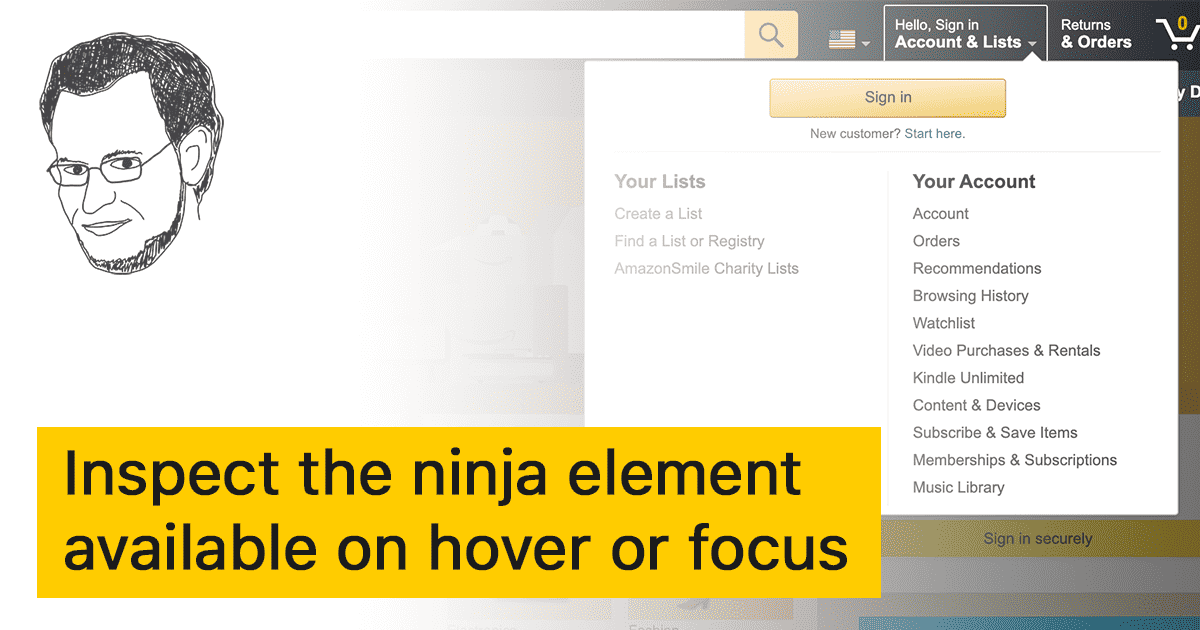 Hello, Sign in
Account & Lists
Returns
& Orders
0
y D
Sign in
New customer? Start here.
Your Lists
Create a List
Find a List or Registry
AmazonSmile Charity Lists
Your Account
Account
Orders
Recommendations
Browsing History
Watchlist
Video Purchases & Rentals
Kindle Unlimited
Content & Devices
Subscribe & Save Items
Memberships & Subscriptions
Music Library
Inspect the ninja element
available on hover or focus
Sign in securely